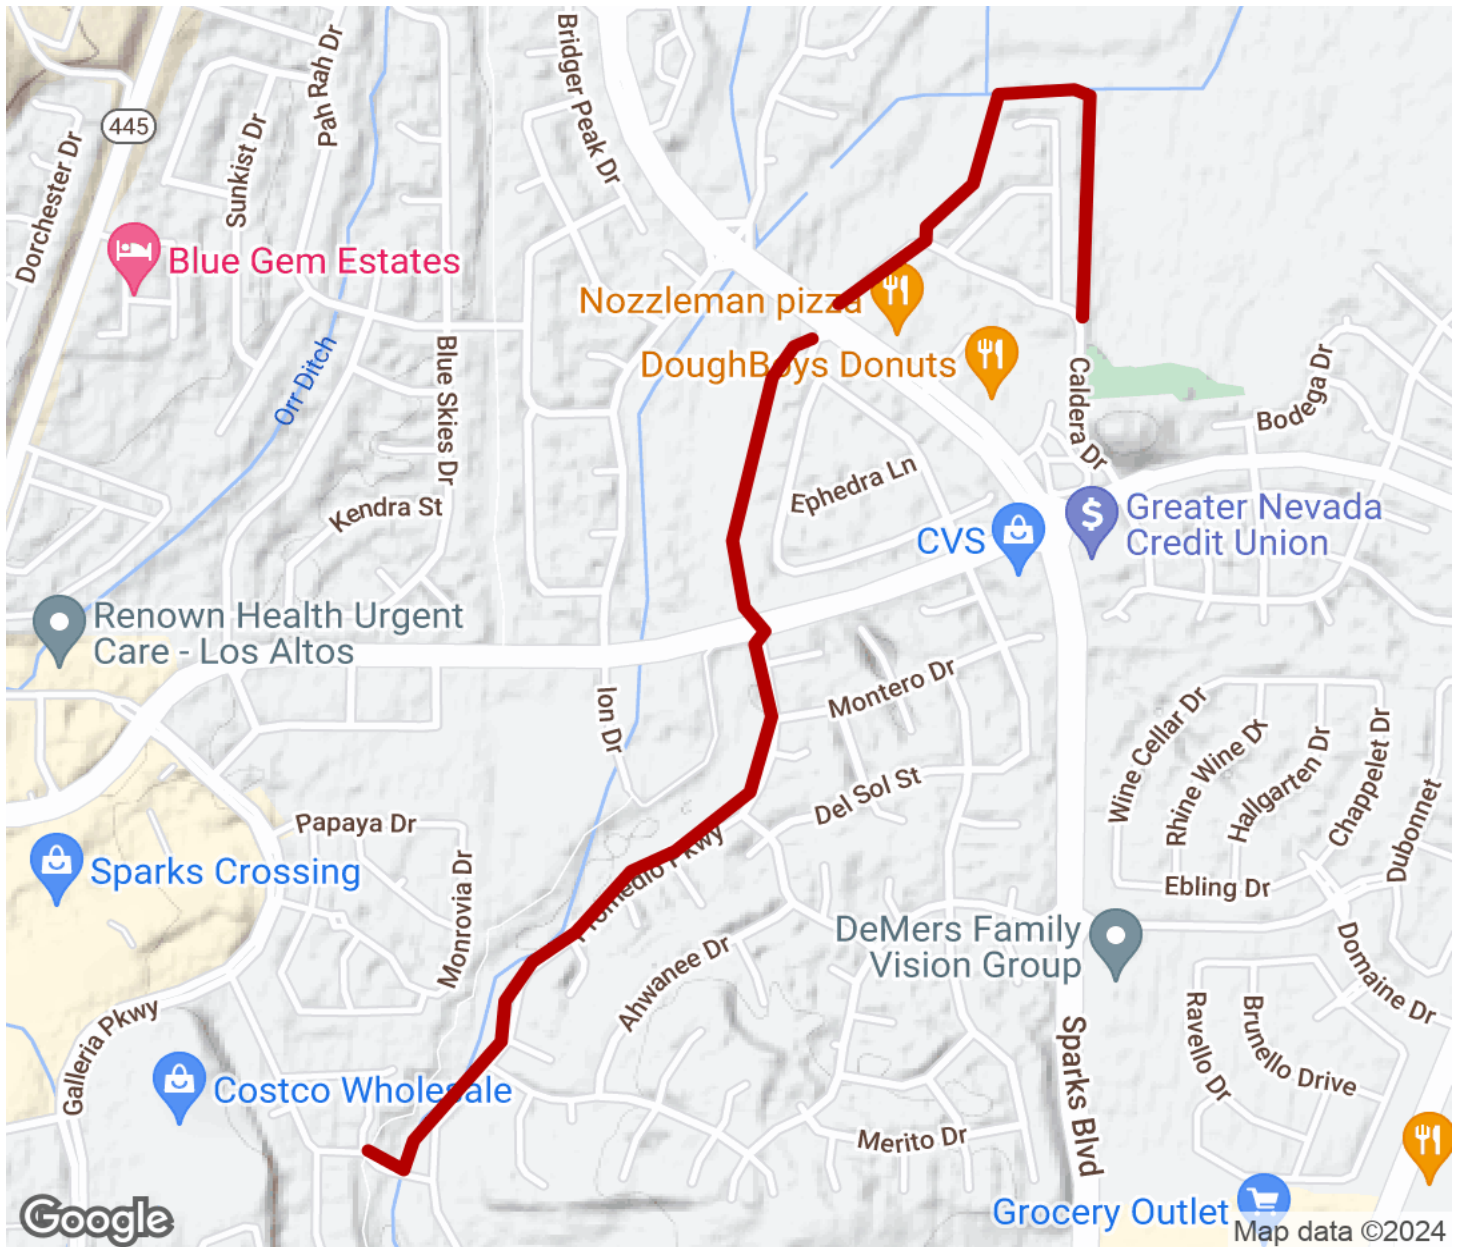 Bridger Peak Dr
Pah Rah Dr
445
Dorchester Dr
Sunkist Dr
Blue Gem Estates
Nozzleman pizza
Orr Ditch
Blue Skies Dr
DoughBoys Donuts
Caldera Dr
Bodega Dr
Kendra St
Ephedra Ln
CVS
Greater Nevada
Credit Union
Renown Health Urgent
Care - Los Altos
Ion Dr
Montero Dr
Wine Cellar Dr
Rhine Wine Dr
Hallgarten Dr
Chappelet Dr
Dubonnet
Papaya Dr
Del Sol St
Sparks Crossing
Monrovia Dr
Promedio Pkwy
Ebling Dr
DeMers Family
Vision Group
Ahwanee Dr
Domaine Dr
Galleria Pkwy
Ravello Dr
Brunello Drive
Costco Wholesale
Sparks Blvd
Merito Dr
Grocery Outlet
Google
Map data ©2024